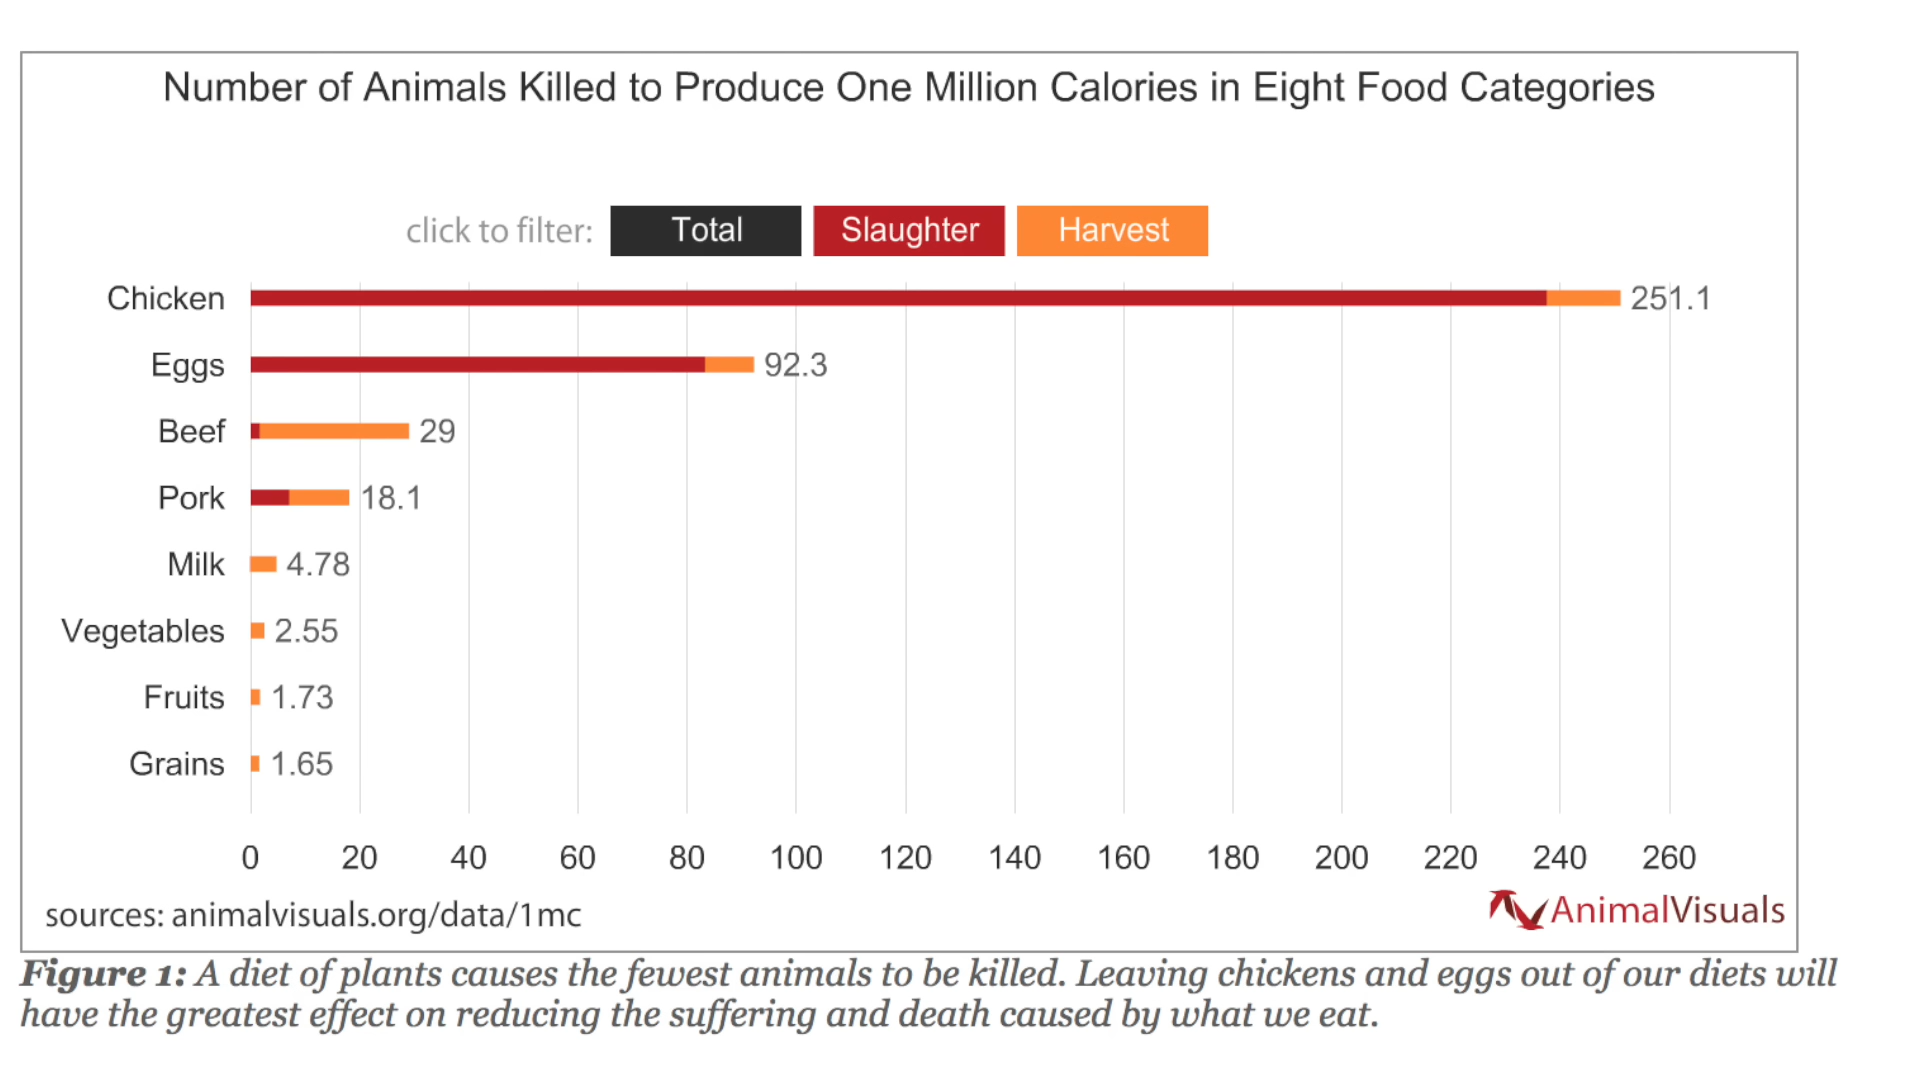 Number of Animals Killed to Produce One Million Calories in Eight Food Categories
click to filter: Total Slaughter Harvest
Chicken 251.1
Eggs 92.3
Beef 29
Pork 18.1
Milk 4.78
Vegetables 2.55
Fruits 1.73
Grains 1.65
0 20 40 60 80 100 120 140 160 180 200 220 240 260
sources: animalvisuals.org/data/1mc AnimalVisuals
Figure 1: A diet of plants causes the fewest animals to be killed. Leaving chickens and eggs out of our diets will
have the greatest effect on reducing the suffering and death caused by what we eat.